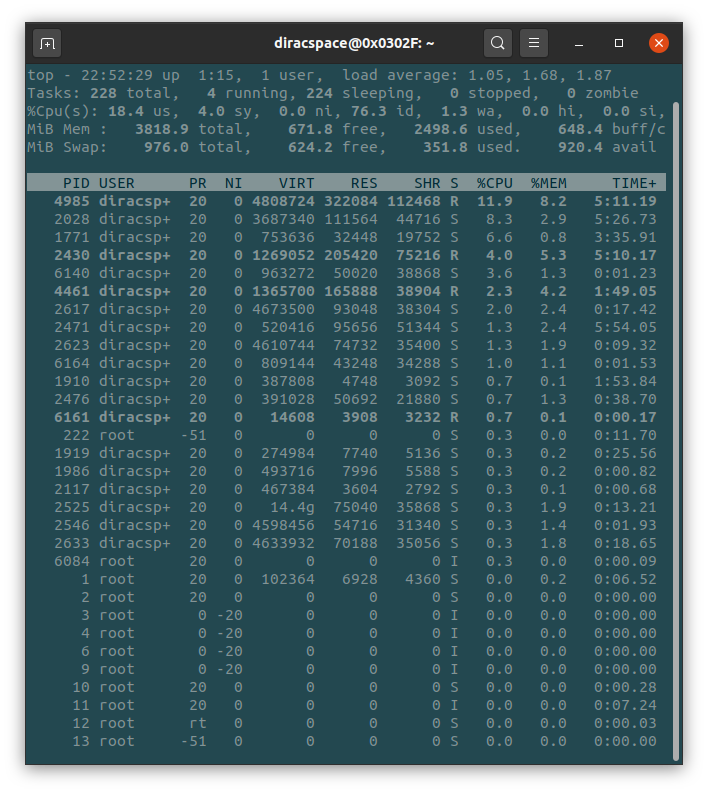 diracspace@0x0302F: ~
top - 22:52:29 up  1:15,  1 user,  load average: 1.05, 1.68, 1.87
Tasks: 228 total,   4 running, 224 sleeping,   0 stopped,   0 zombie
%Cpu(s): 18.4 us,  4.0 sy,  0.0 ni, 76.3 id,  1.3 wa,  0.0 hi,  0.0 si,
MiB Mem :   3818.9 total,    671.8 free,   2498.6 used,    648.4 buff/c
MiB Swap:    976.0 total,    624.2 free,    351.8 used.    920.4 avail
PID USER      PR  NI    VIRT    RES    SHR S  %CPU  %MEM     TIME+
4985 diracsp+  20   0 4808724 322084 112468 R  11.9   8.2   5:11.19
2028 diracsp+  20   0 3687340 111564  44716 S   8.3   2.9   5:26.73
1771 diracsp+  20   0  753636  32448  19752 S   6.6   0.8   3:35.91
2430 diracsp+  20   0 1269052 205420  75216 R   4.0   5.3   5:10.17
6140 diracsp+  20   0  963272  50020  38868 S   3.6   1.3   0:01.23
4461 diracsp+  20   0 1365700 165888  38904 R   2.3   4.2   1:49.05
2617 diracsp+  20   0 4673500  93048  38304 S   2.0   2.4   0:17.42
2471 diracsp+  20   0  520416  95656  51344 S   1.3   2.4   5:54.05
2623 diracsp+  20   0 4610744  74732  35400 S   1.3   1.9   0:09.32
6164 diracsp+  20   0  809144  43248  34288 S   1.0   1.1   0:01.53
1910 diracsp+  20   0  387808   4748   3092 S   0.7   0.1   1:53.84
2476 diracsp+  20   0  391028  50692  21880 S   0.7   1.3   0:38.70
6161 diracsp+  20   0   14608   3908   3232 R   0.7   0.1   0:00.17
222 root     -51   0       0      0      0 S   0.3   0.0   0:11.70
1919 diracsp+  20   0  274984   7740   5136 S   0.3   0.2   0:25.56
1986 diracsp+  20   0  493716   7996   5588 S   0.3   0.2   0:00.82
2117 diracsp+  20   0  467384   3604   2792 S   0.3   0.1   0:00.68
2525 diracsp+  20   0   14.4g  75040  35868 S   0.3   1.9   0:13.21
2546 diracsp+  20   0 4598456  54716  31340 S   0.3   1.4   0:01.93
2633 diracsp+  20   0 4633932  70188  35056 S   0.3   1.8   0:18.65
6084 root      20   0       0      0      0 I   0.3   0.0   0:00.09
1 root      20   0  102364   6928   4360 S   0.0   0.2   0:06.52
2 root      20   0       0      0      0 S   0.0   0.0   0:00.00
3 root       0 -20       0      0      0 I   0.0   0.0   0:00.00
4 root       0 -20       0      0      0 I   0.0   0.0   0:00.00
6 root       0 -20       0      0      0 I   0.0   0.0   0:00.00
9 root       0 -20       0      0      0 I   0.0   0.0   0:00.00
10 root      20   0       0      0      0 S   0.0   0.0   0:00.28
11 root      20   0       0      0      0 I   0.0   0.0   0:07.24
12 root      rt   0       0      0      0 S   0.0   0.0   0:00.03
13 root     -51   0       0      0      0 S   0.0   0.0   0:00.00